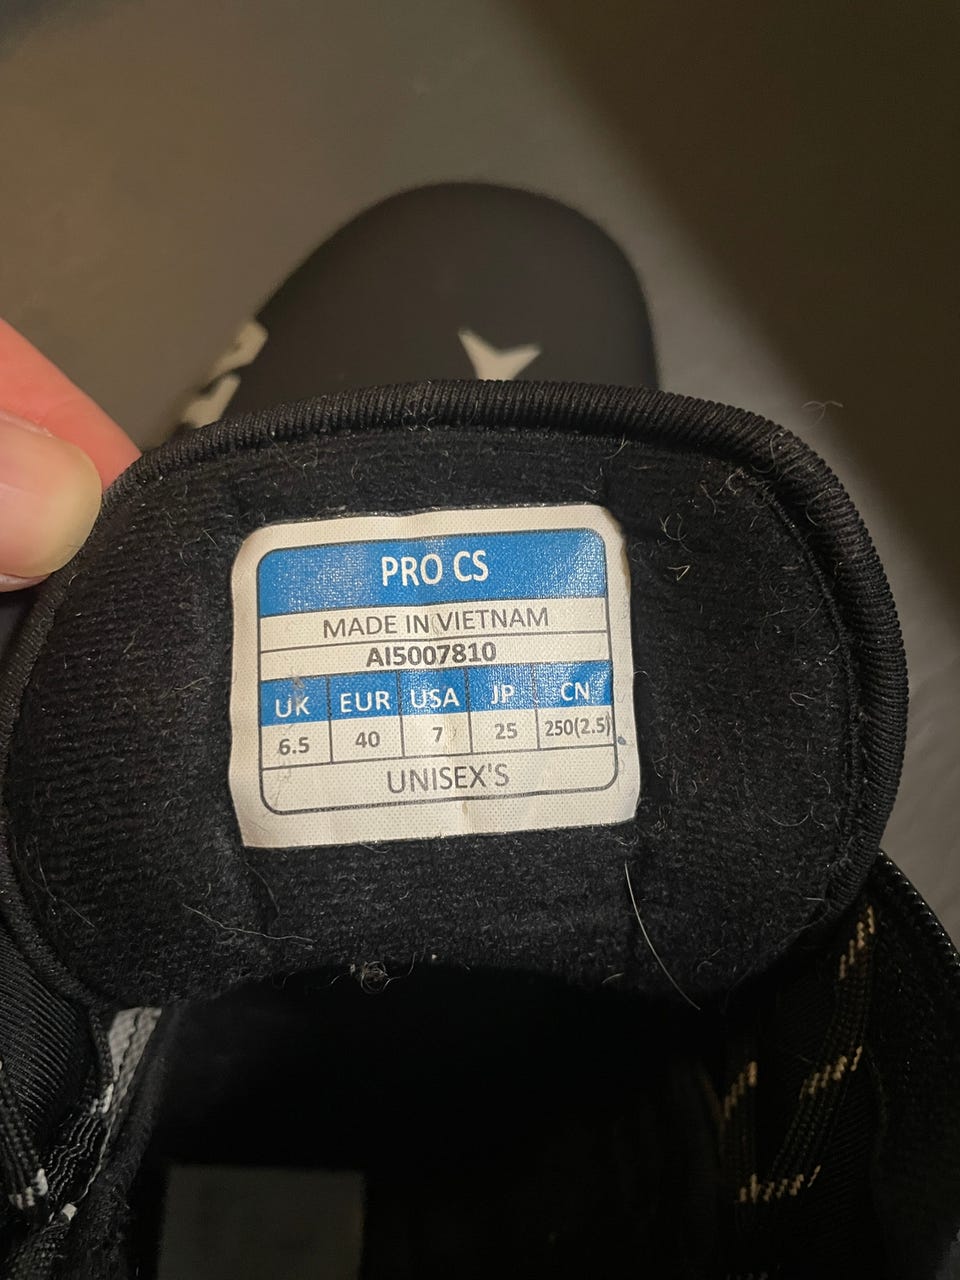 PRO CS
MADE IN VIETNAM
AI5007810
UK EUR USA JP CN
6.5 40 7 25 250(2.5)
UNISEX'S